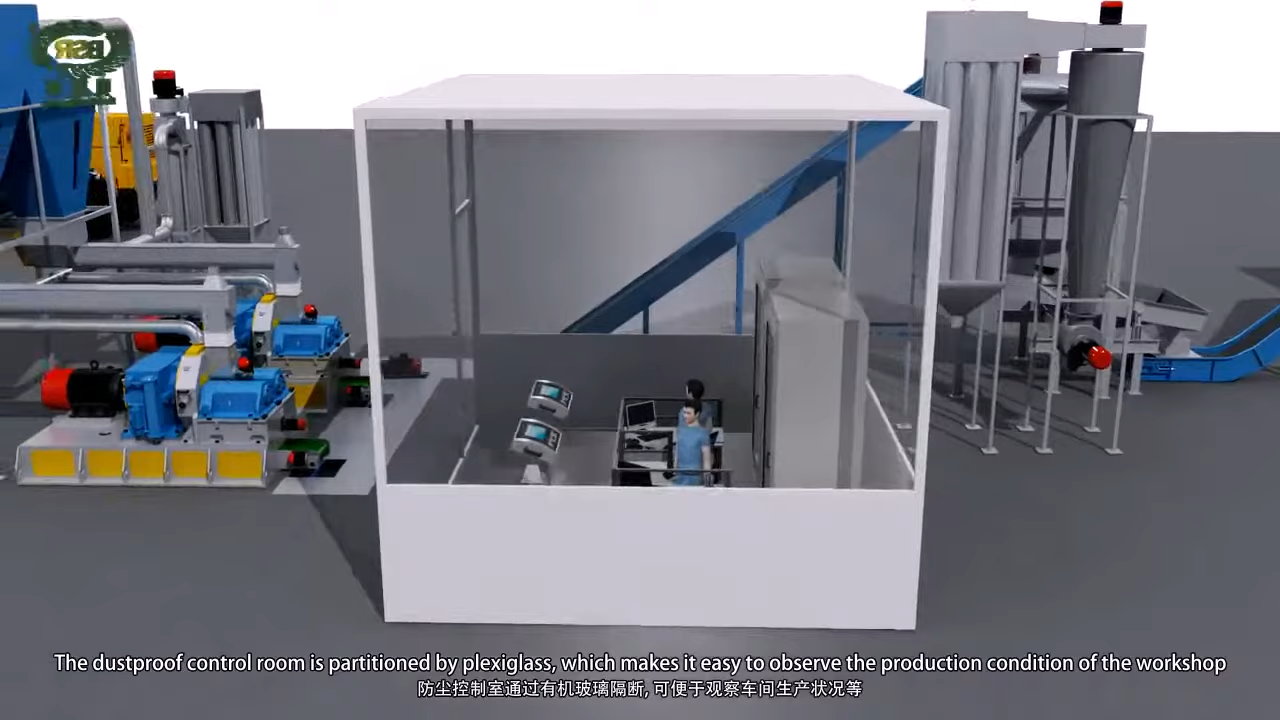 The dustproof control room is partitioned by plexiglass, which makes it easy to observe the production condition of the workshop
防尘控制室通过有机玻璃隔断, 可便于观察车间生产状况等